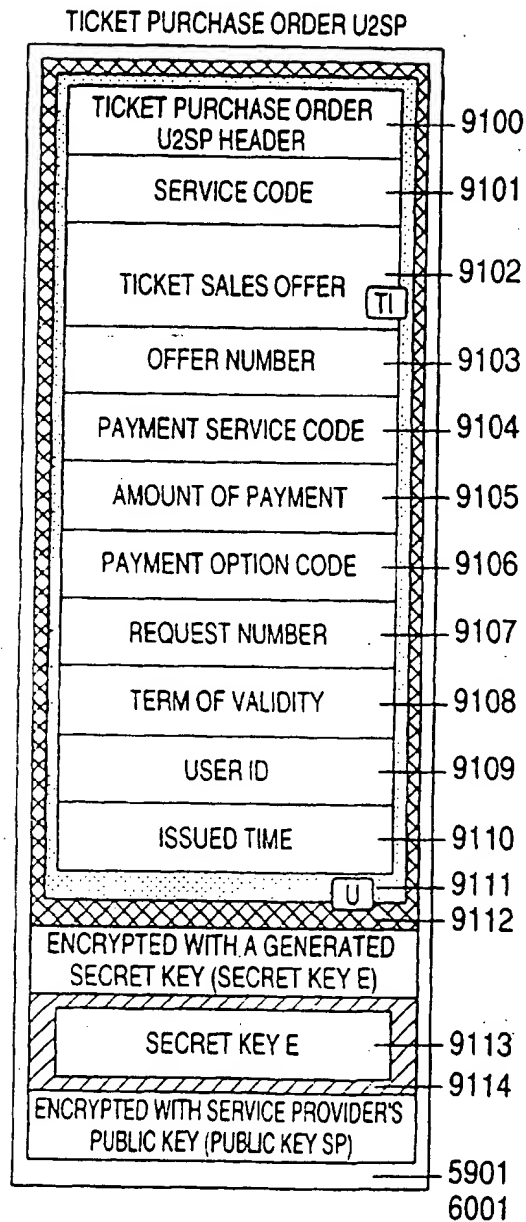 TICKET PURCHASE ORDER U2SP
TICKET PURCHASE ORDER
U2SP HEADER
9100
SERVICE CODE
9101
9102
TICKET SALES OFFER
TI
OFFER NUMBER
9103
PAYMENT SERVICE CODE
9104
AMOUNT OF PAYMENT
9105
PAYMENT OPTION CODE
9106
REQUEST NUMBER
9107
TERM OF VALIDITY
9108
USER ID
9109
ISSUED TIME
9110
U
9111
9112
ENCRYPTED WITH A GENERATED
SECRET KEY (SECRET KEY E)
SECRET KEY E
9113
9114
ENCRYPTED WITH SERVICE PROVIDER'S
PUBLIC KEY (PUBLIC KEY SP)
5901
6001